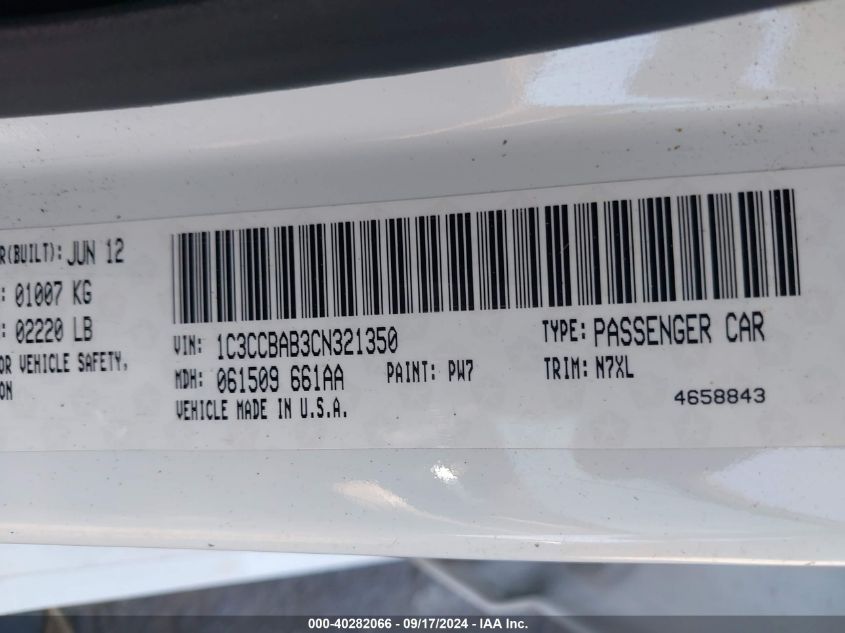 R(BUILT): JUN 12
: 01007 KG
: 02220 LB
OR VEHICLE SAFETY,
ON
VIN: 1C3CCBAB3CN321350 TYPE: PASSENGER CAR
MDH: 061509 661AA PAINT: PW7 TRIM: N7XL
VEHICLE MADE IN U.S.A. 4658843
000-40282066 - 09/17/2024 - IAA Inc.